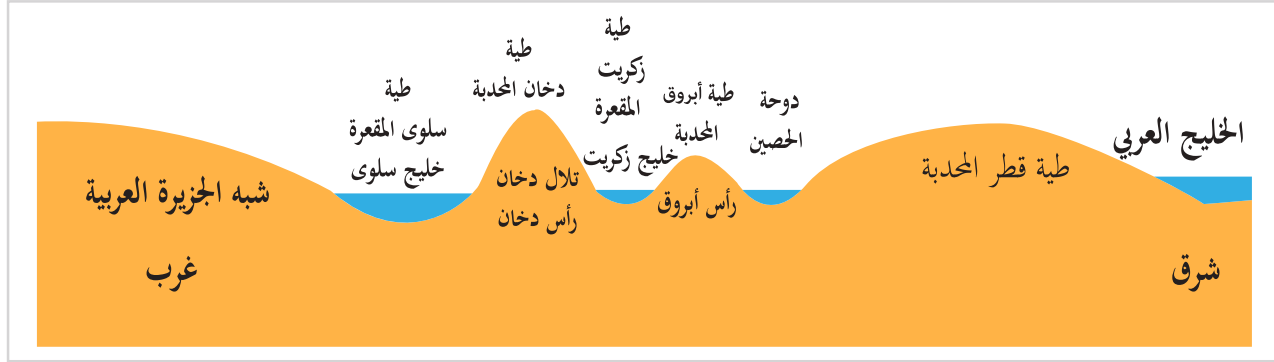 الخليج العربي
طية قطر المحدبة
شرق
دوحة
الحصين
طية أبروق
المحدبة
رأس أبروق
طية
زكريت
المقعرة
خليج زكريت
طية
دخان المحدبة
تلال دخان
رأس دخان
طية
سلوى المقعرة
خليج سلوى
شبه الجزيرة العربية
غرب